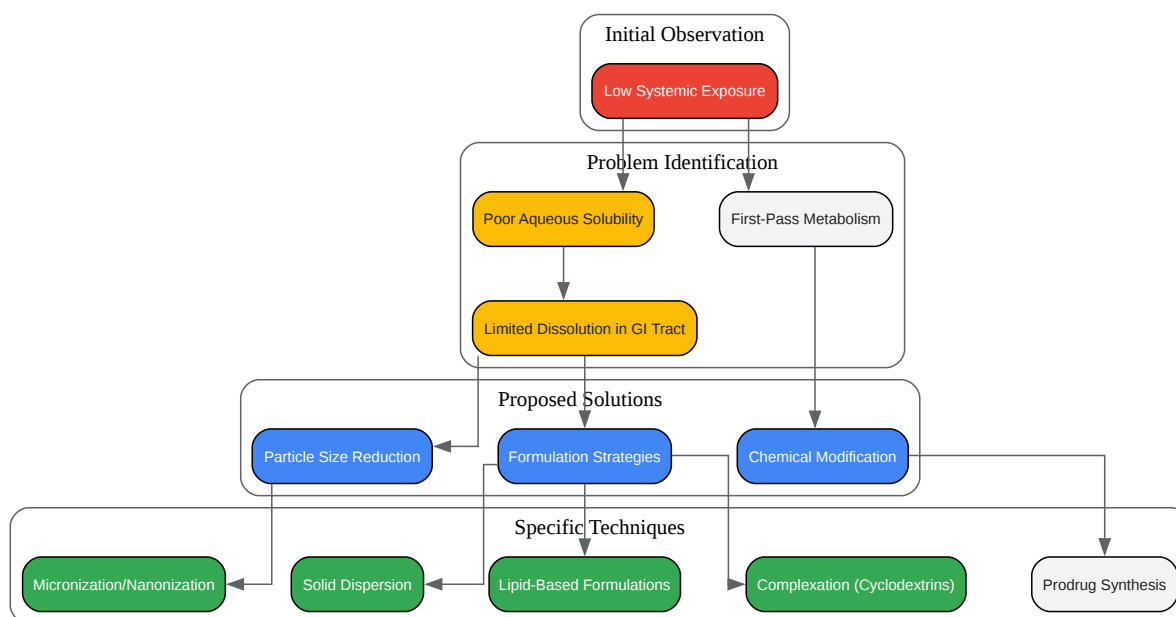 Initial Observation
Low Systemic Exposure
Problem Identification
Poor Aqueous Solubility
First-Pass Metabolism
Limited Dissolution in GI Tract
Proposed Solutions
Particle Size Reduction
Formulation Strategies
Chemical Modification
Specific Techniques
Micronization/Nanonization
Solid Dispersion
Lipid-Based Formulations
Complexation (Cyclodextrins)
Prodrug Synthesis